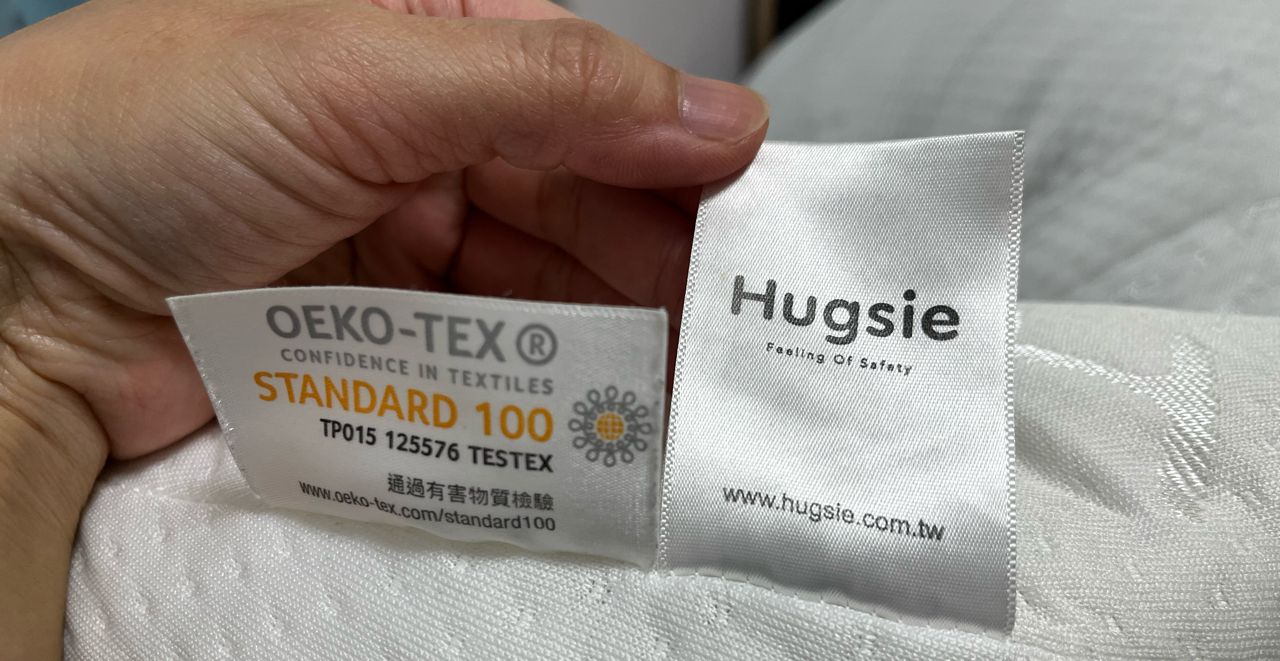 OEKO-TEX®
CONFIDENCE IN TEXTILES
STANDARD 100
TP015 125576 TESTEX
通過有害物質檢驗
www.oeko-tex.com/standard100
Hugsie
Feeling Of Safety
www.hugsie.com.tw